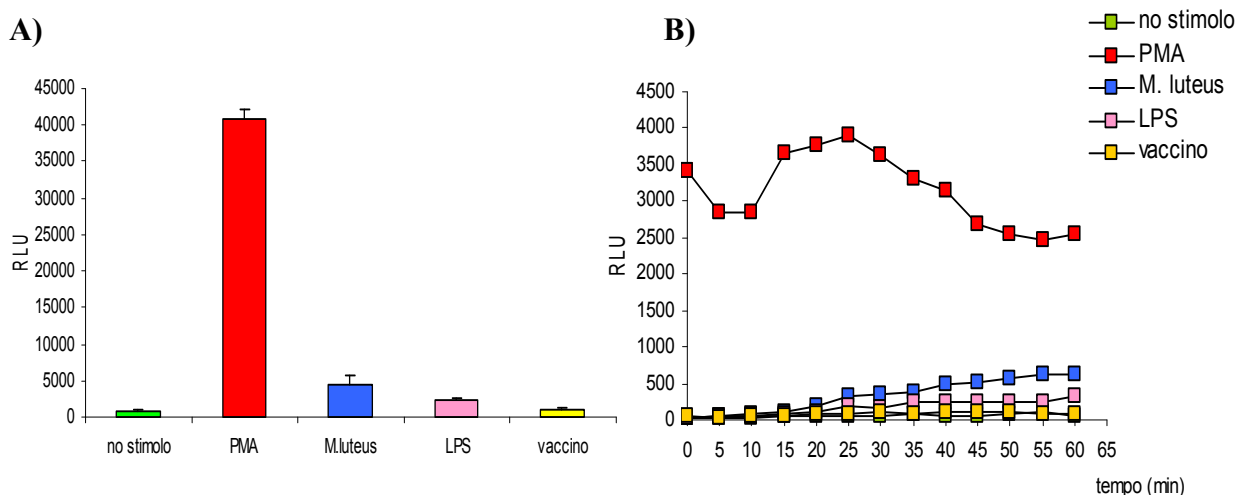 A)
45000
40000
35000
30000
25000
20000
15000
10000
5000
0
RLU
no stimolo PMA M.luteus LPS vaccino
B)
no stimolo
PMA
M. luteus
LPS
vaccino
4500
4000
3500
3000
2500
2000
1500
1000
500
0
RLU
0 5 10 15 20 25 30 35 40 45 50 55 60 65
tempo (min)